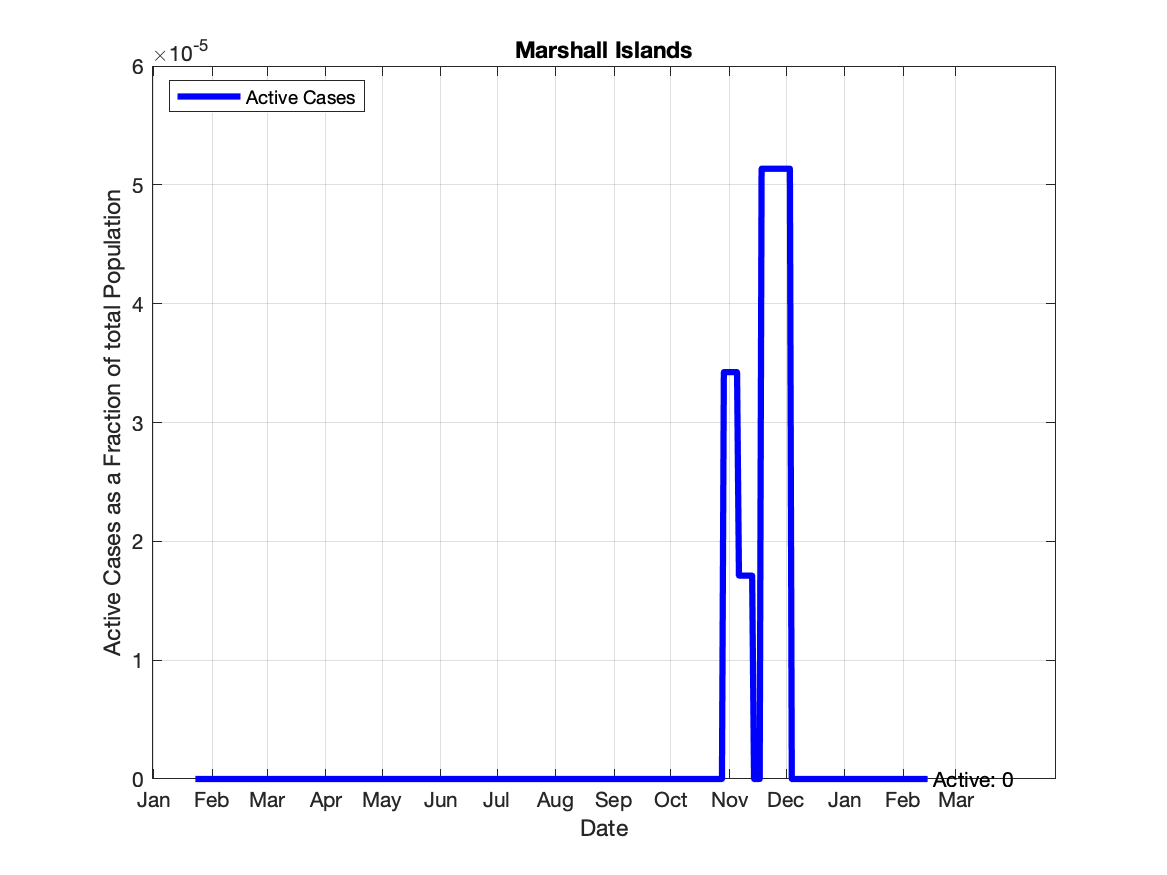 Marshall Islands
×10-5
Active Cases
6
5
4
3
2
1
0
Active Cases as a Fraction of total Population
Active: 0
Jan Feb Mar Apr May Jun Jul Aug Sep Oct Nov Dec Jan Feb Mar
Date